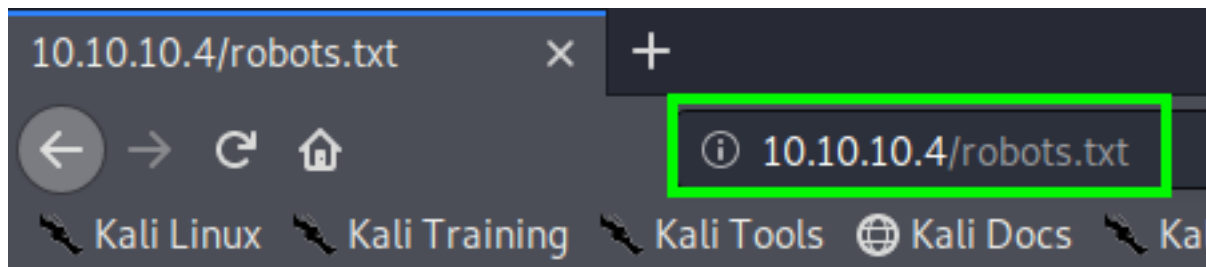 10.10.10.4/robots.txt
10.10.10.4/robots.txt
Kali Linux Kali Training Kali Tools Kali Docs Ka